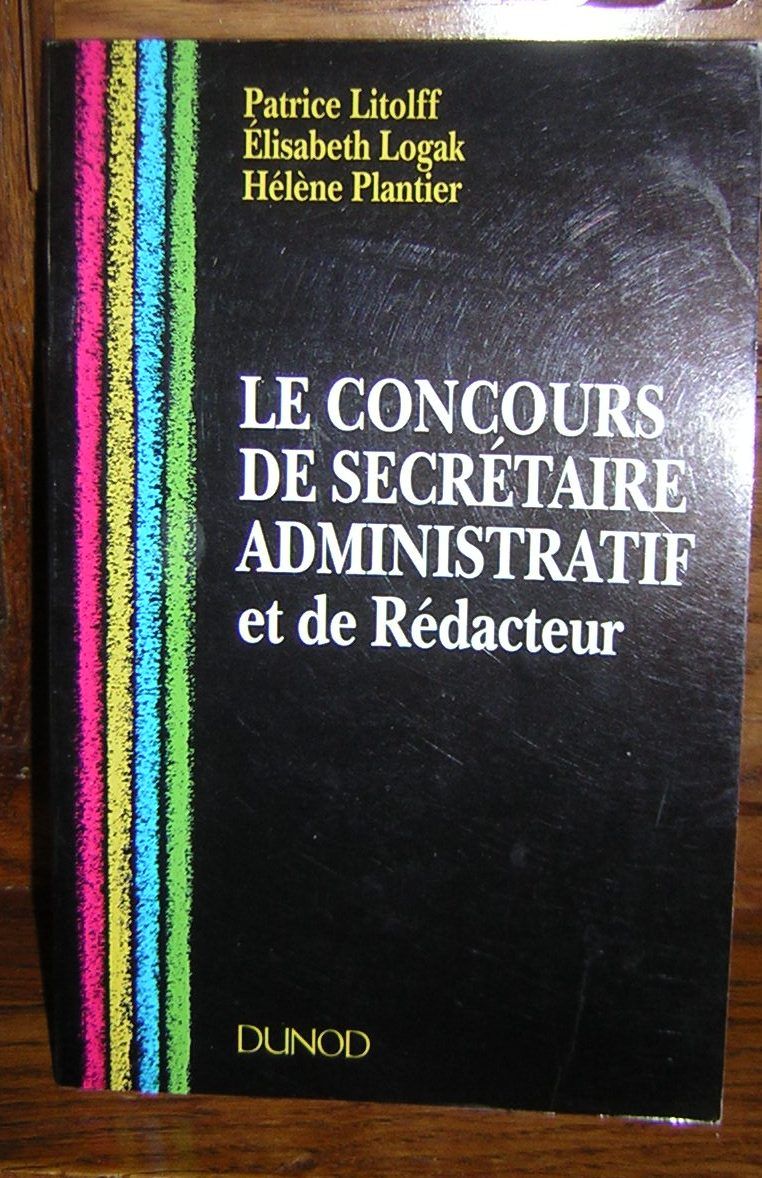 Patrice Litolff
Élisabeth Logak
Hélène Plantier
LE CONCOURS
DE SECRÉTAIRE
ADMINISTRATIF
et de Rédacteur
DUNOD